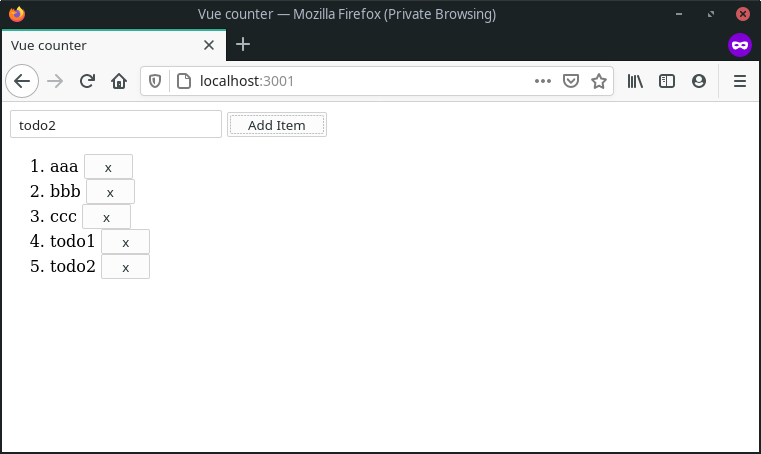 Vue counter — Mozilla Firefox (Private Browsing)
Vue counter
localhost:3001
todo2 Add Item
1. aaa x
2. bbb x
3. ccc x
4. todo1 x
5. todo2 x